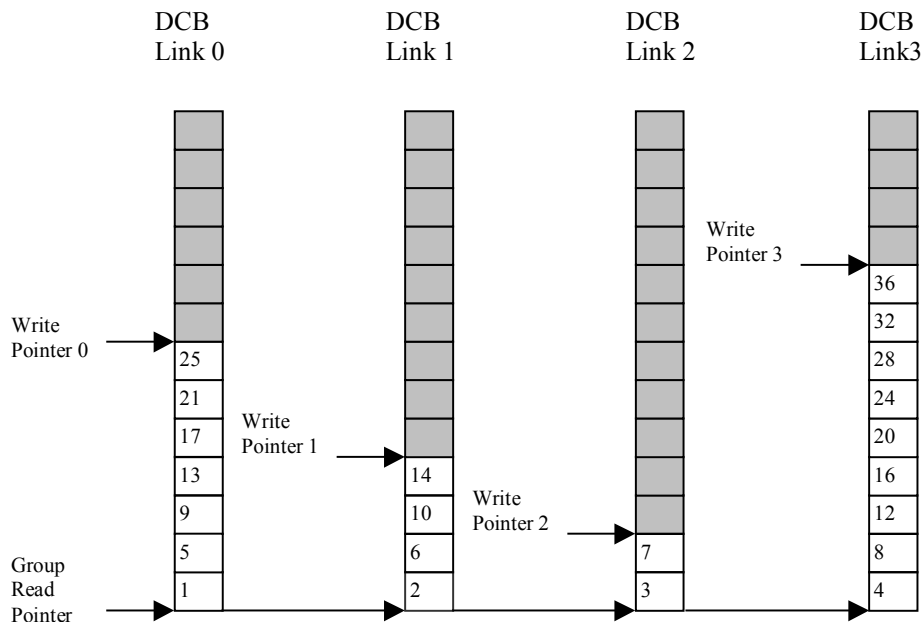 DCB
Link 0
DCB
Link 1
DCB
Link 2
DCB
Link3
Write
Pointer 3
36
32
Write
Pointer 0
25
28
21
24
Write
Pointer 1
17
20
13
14
16
Write
Pointer 2
9
10
12
5
6
7
8
Group
Read
Pointer
1
2
3
4